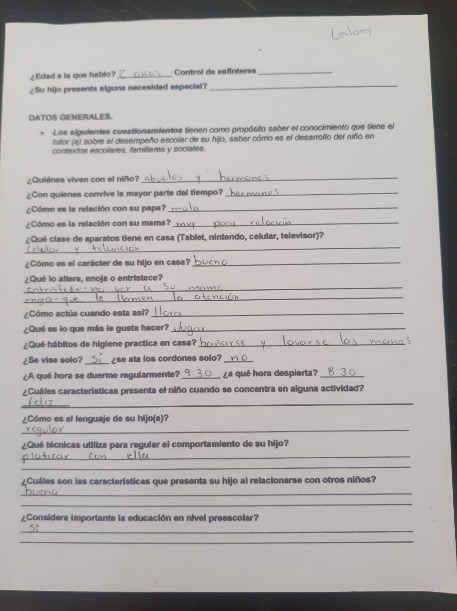 Leilany
¿Edad a la que hablo? 2 años Control de esfínteres
¿Su hijo presenta alguna necesidad especial?
DATOS GENERALES.
• Los siguientes cuestionamientos tienen como propósito saber el conocimiento que tiene el
tutor (a) sobre el desempeño escolar de su hijo, saber cómo es el desarrollo del niño en
contextos escolares, familiares y sociales.
¿Quiénes viven con el niño? abuelos y hermanos
¿Con quienes convive la mayor parte del tiempo? hermanos
¿Cómo es la relación con su papa? mala
¿Cómo es la relación con su mama? muy poca relación
¿Qué clase de aparatos tiene en casa (Tablet, nintendo, celular, televisor)?
celular y televición
¿Cómo es el carácter de su hijo en casa? bueno
¿Qué lo altera, enoja o entristece?
entristese- no ver a su mamá
enoja- que le llamen la atención
¿Cómo actúa cuando esta así? llora
¿Qué es lo que más le gusta hacer? Jugar
¿Qué hábitos de higiene practica en casa? bañarse y lavarse las manos
¿Se vise solo? Si ¿se ata los cordones solo? no
¿A qué hora se duerme regularmente? 9:30 ¿a qué hora despierta? 8:30
¿Cuáles características presenta el niño cuando se concentra en alguna actividad?
feliz
¿Cómo es el lenguaje de su hijo(a)?
regular
¿Qué técnicas utiliza para regular el comportamiento de su hijo?
platicar con ella
¿Cuáles son las características que presenta su hijo al relacionarse con otros niños?
buena
¿Considera importante la educación en nivel preescolar?
Si